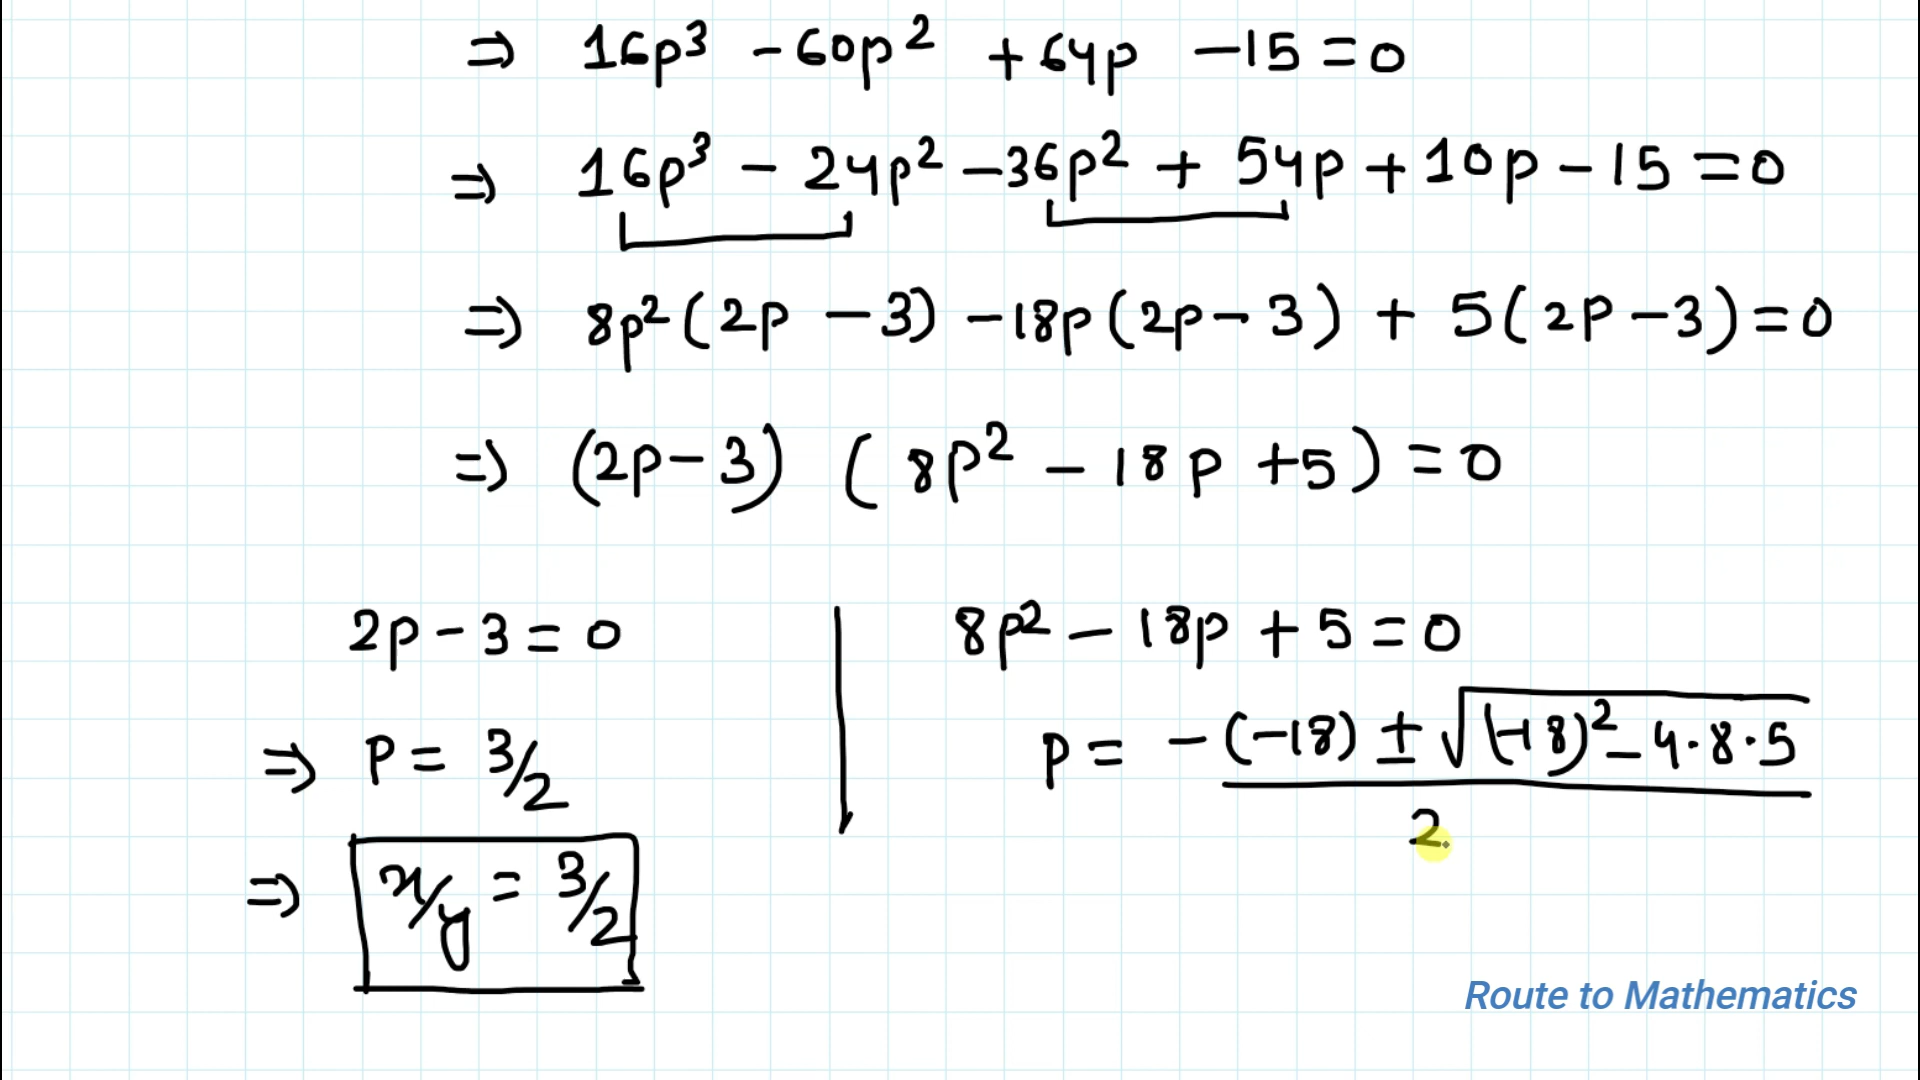 ⇒ 16p³ - 60p² + 64p - 15 = 0
⇒ 16p³ - 24p² - 36p² + 54p + 10p - 15 = 0
⇒ 8p² (2p - 3) - 18p (2p - 3) + 5 (2p - 3) = 0
⇒ (2p - 3) (8p² - 18p + 5) = 0
2p - 3 = 0
⇒ p = 3/2
⇒ x/y = 3/2
8p² - 18p + 5 = 0
p = -(-18) ± √(-18)² - 4·8·5
2.
Route to Mathematics